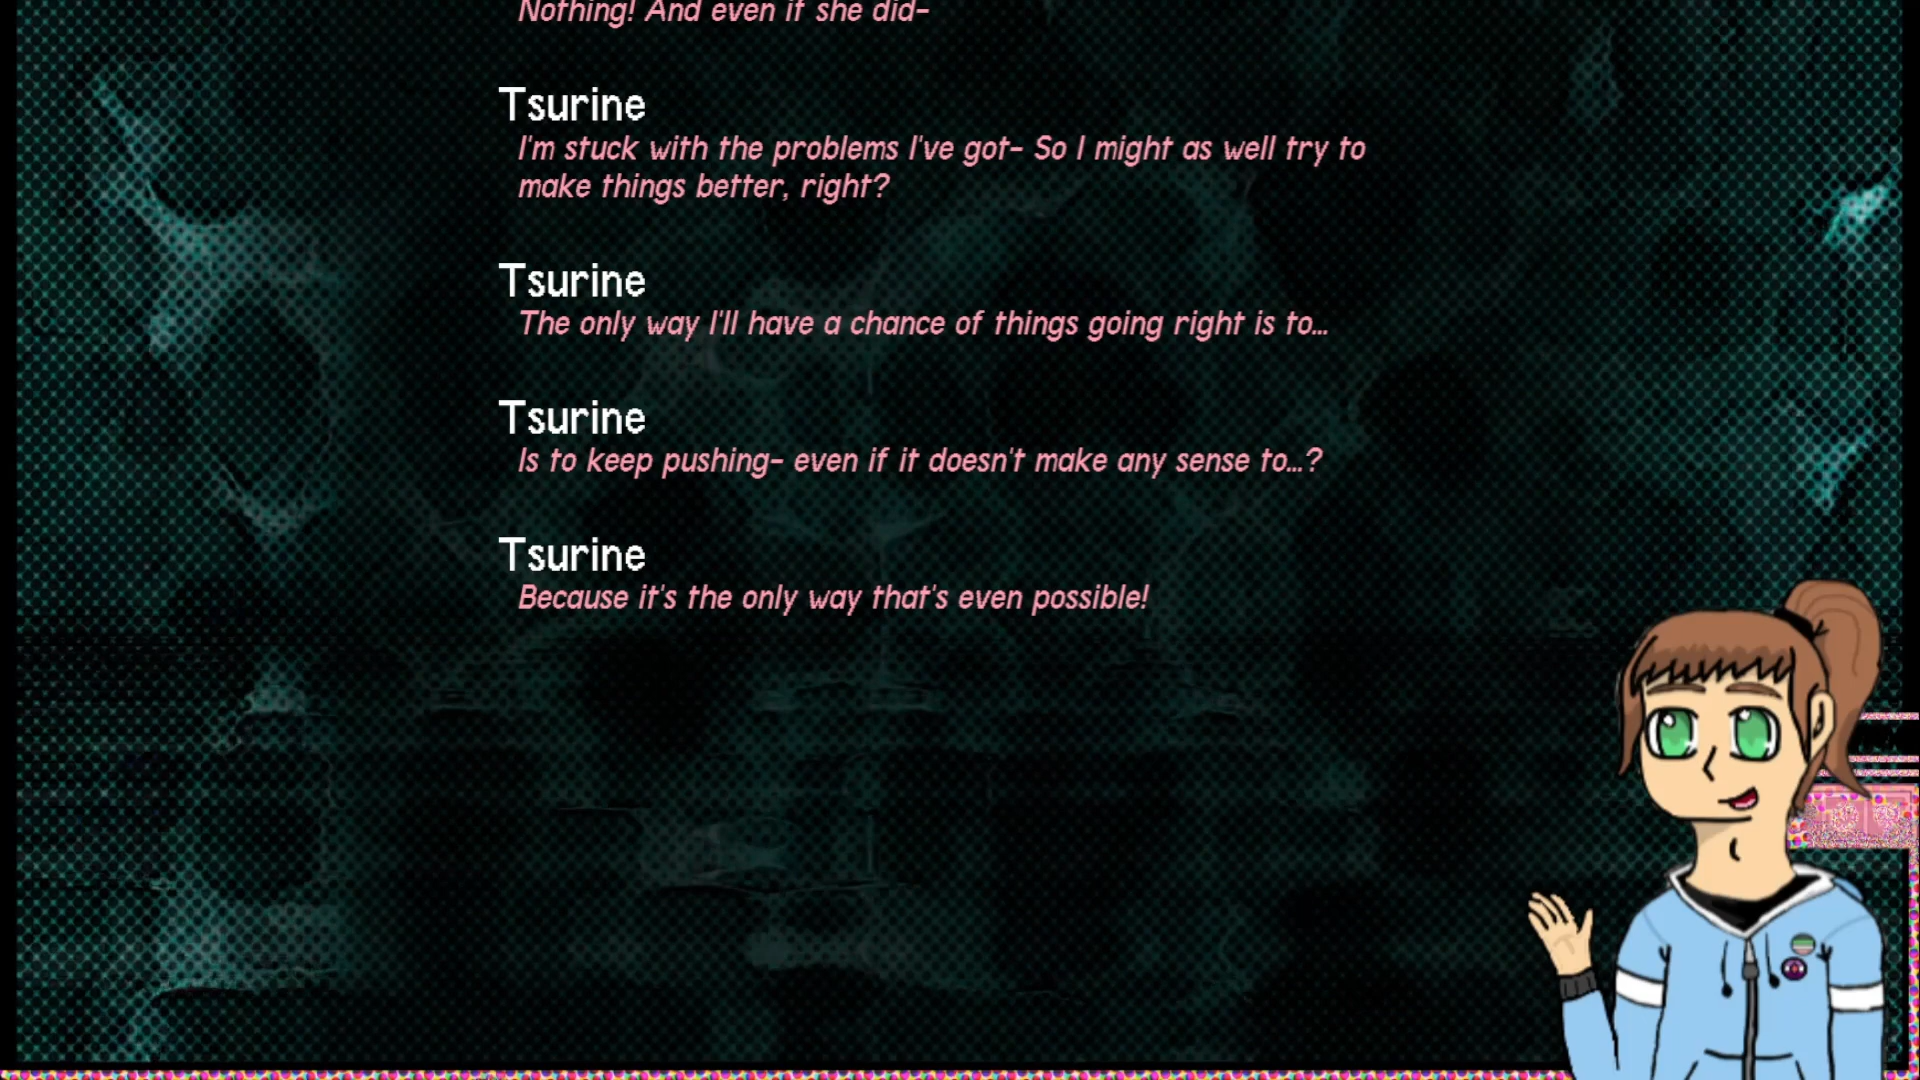 Nothing! And even if she did-
Tsurine
I'm stuck with the problems I've got- So I might as well try to
make things better, right?
Tsurine
The only way I'll have a chance of things going right is to...
Tsurine
Is to keep pushing- even if it doesn't make any sense to...?
Tsurine
Because it's the only way that's even possible!